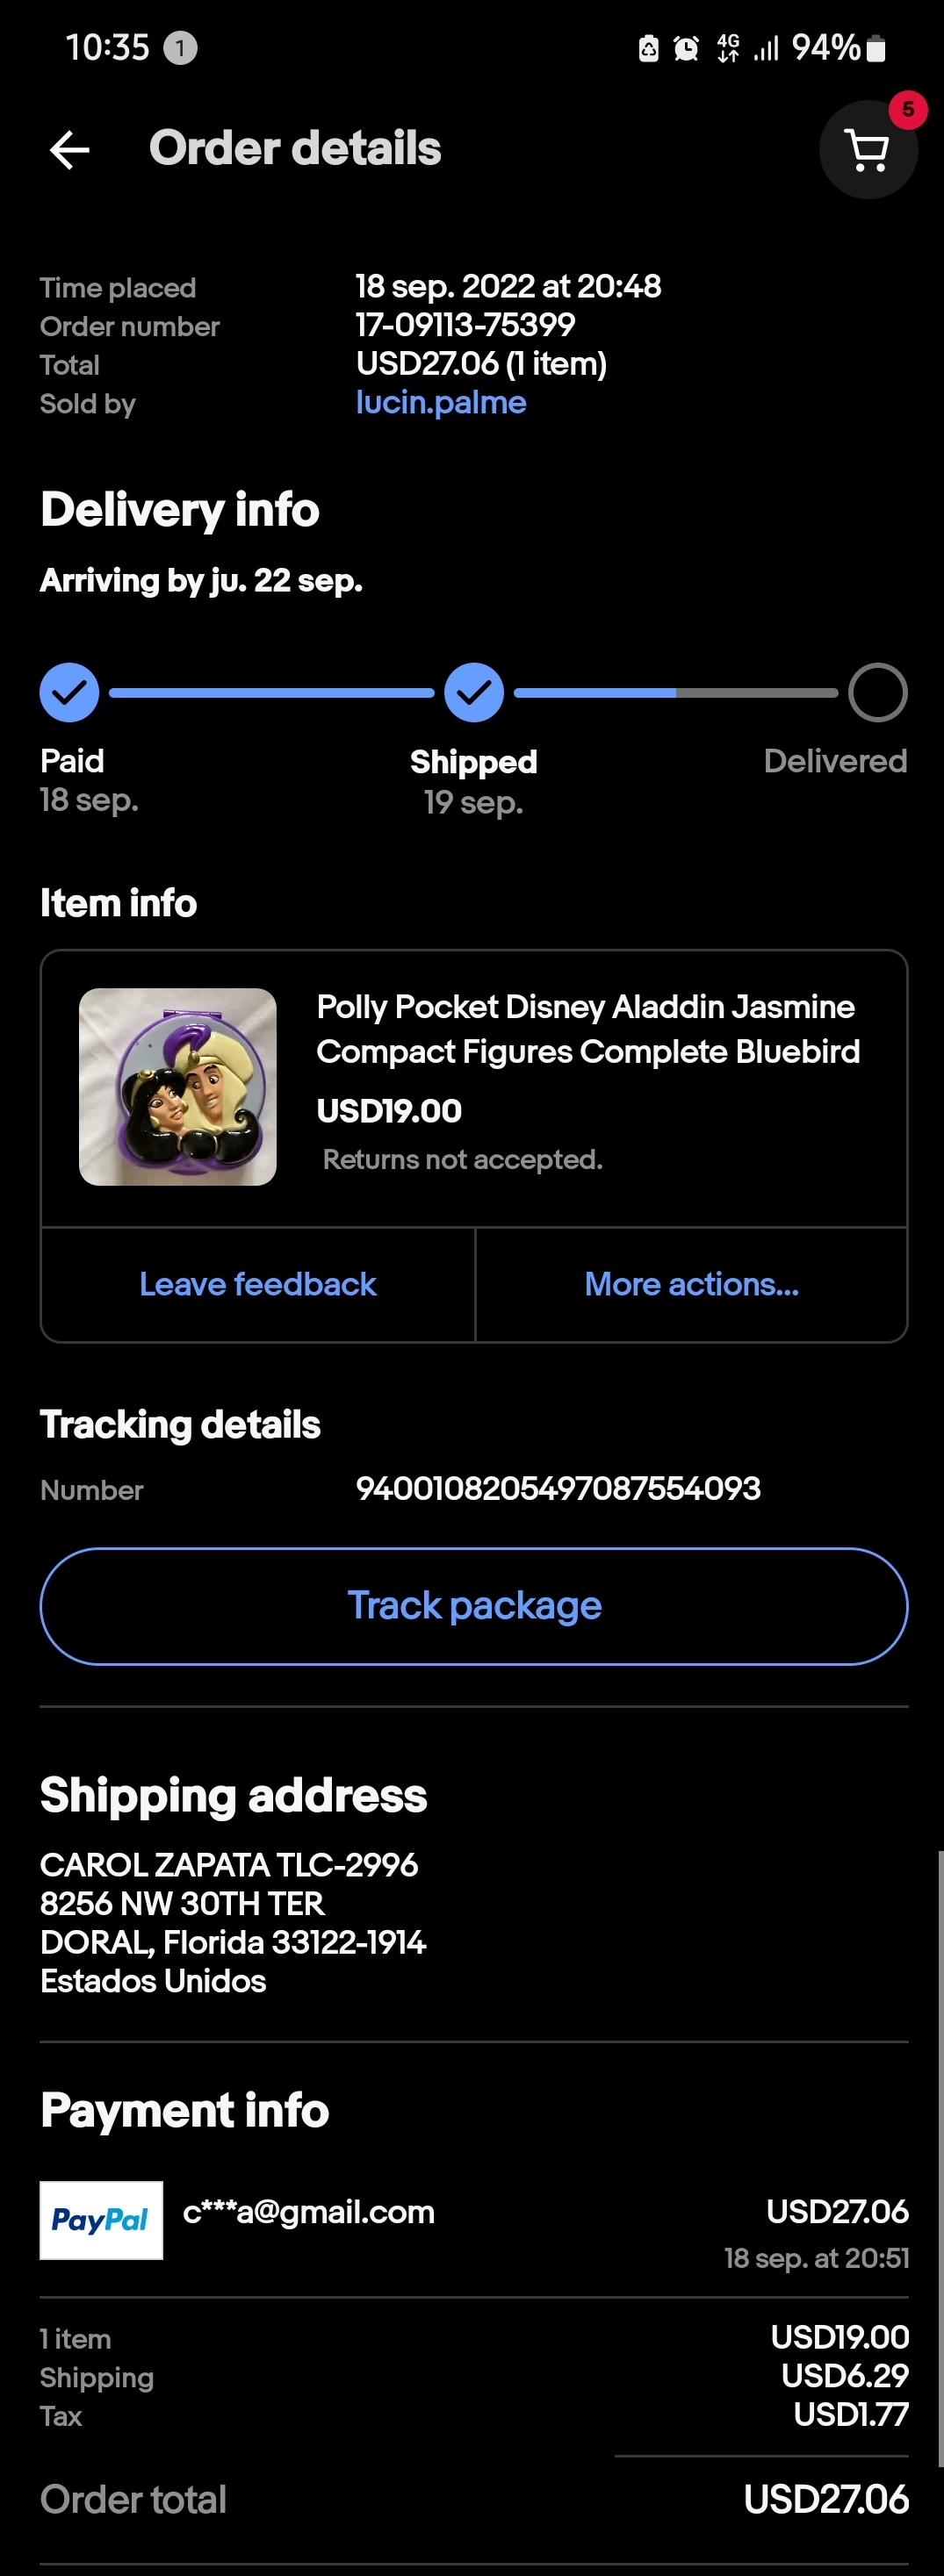 10:35 1 4G 94%
5
Order details
Time placed 18 sep. 2022 at 20:48
Order number 17-09113-75399
Total USD27.06 (1 item)
Sold by lucin.palme
Delivery info
Arriving by ju. 22 sep.
Paid Shipped Delivered
18 sep. 19 sep.
Item info
Polly Pocket Disney Aladdin Jasmine
Compact Figures Complete Bluebird
USD19.00
Returns not accepted.
Leave feedback More actions...
Tracking details
Number 9400108205497087554093
Track package
Shipping address
CAROL ZAPATA TLC-2996
8256 NW 30TH TER
DORAL, Florida 33122-1914
Estados Unidos
Payment info
PayPal c***a@gmail.com USD27.06
18 sep. at 20:51
1 item USD19.00
Shipping USD6.29
Tax USD1.77
Order total USD27.06